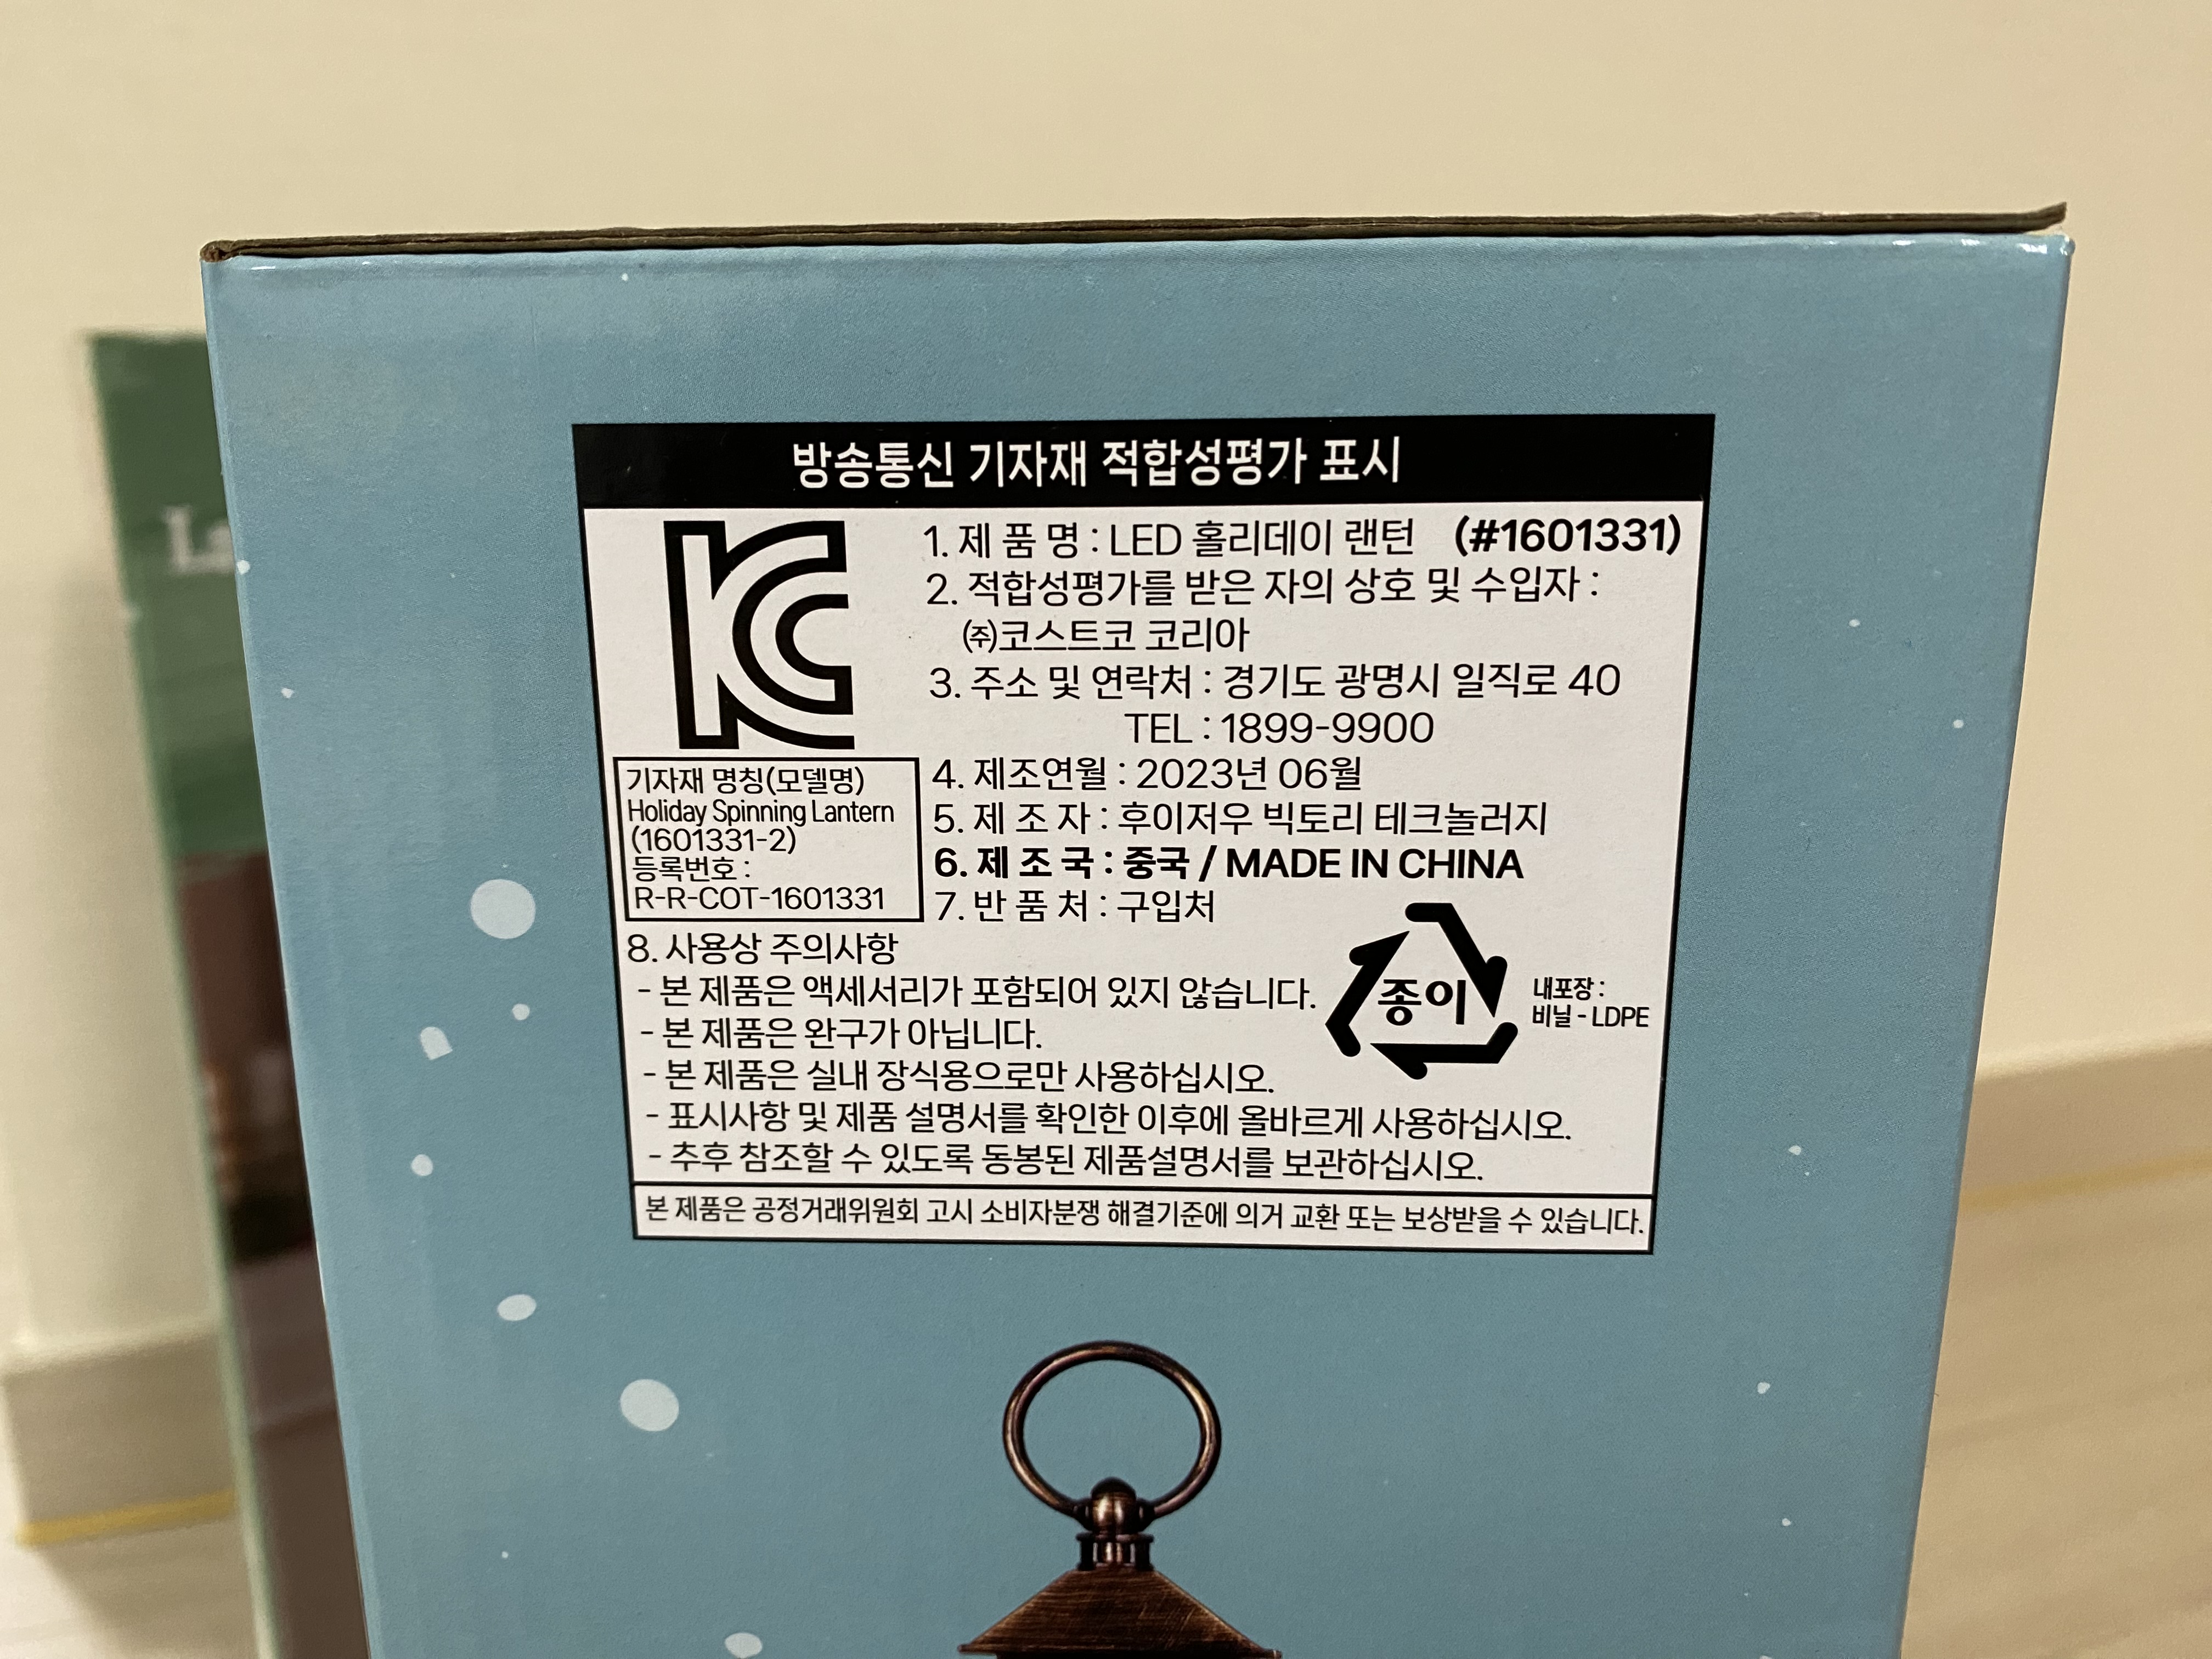 방송통신 기자재 적합성평가 표시
1. 제 품 명 : LED 홀리데이 랜턴 (#1601331)
2. 적합성평가를 받은 자의 상호 및 수입자 :
㈜코스트코 코리아
3. 주소 및 연락처 : 경기도 광명시 일직로 40
TEL : 1899-9900
4. 제조연월 : 2023년 06월
5. 제 조 자 : 후이저우 빅토리 테크놀러지
6. 제 조 국 : 중국 / MADE IN CHINA
7. 반 품 처 : 구입처
기자재 명칭(모델명)
Holiday Spinning Lantern
(1601331-2)
등록번호 :
R-R-COT-1601331
8. 사용상 주의사항
- 본 제품은 액세서리가 포함되어 있지 않습니다.
- 본 제품은 완구가 아닙니다.
- 본 제품은 실내 장식용으로만 사용하십시오.
- 표시사항 및 제품 설명서를 확인한 이후에 올바르게 사용하십시오.
- 추후 참조할 수 있도록 동봉된 제품설명서를 보관하십시오.
종이
내포장 :
비닐 - LDPE
본 제품은 공정거래위원회 고시 소비자분쟁 해결기준에 의거 교환 또는 보상받을 수 있습니다.